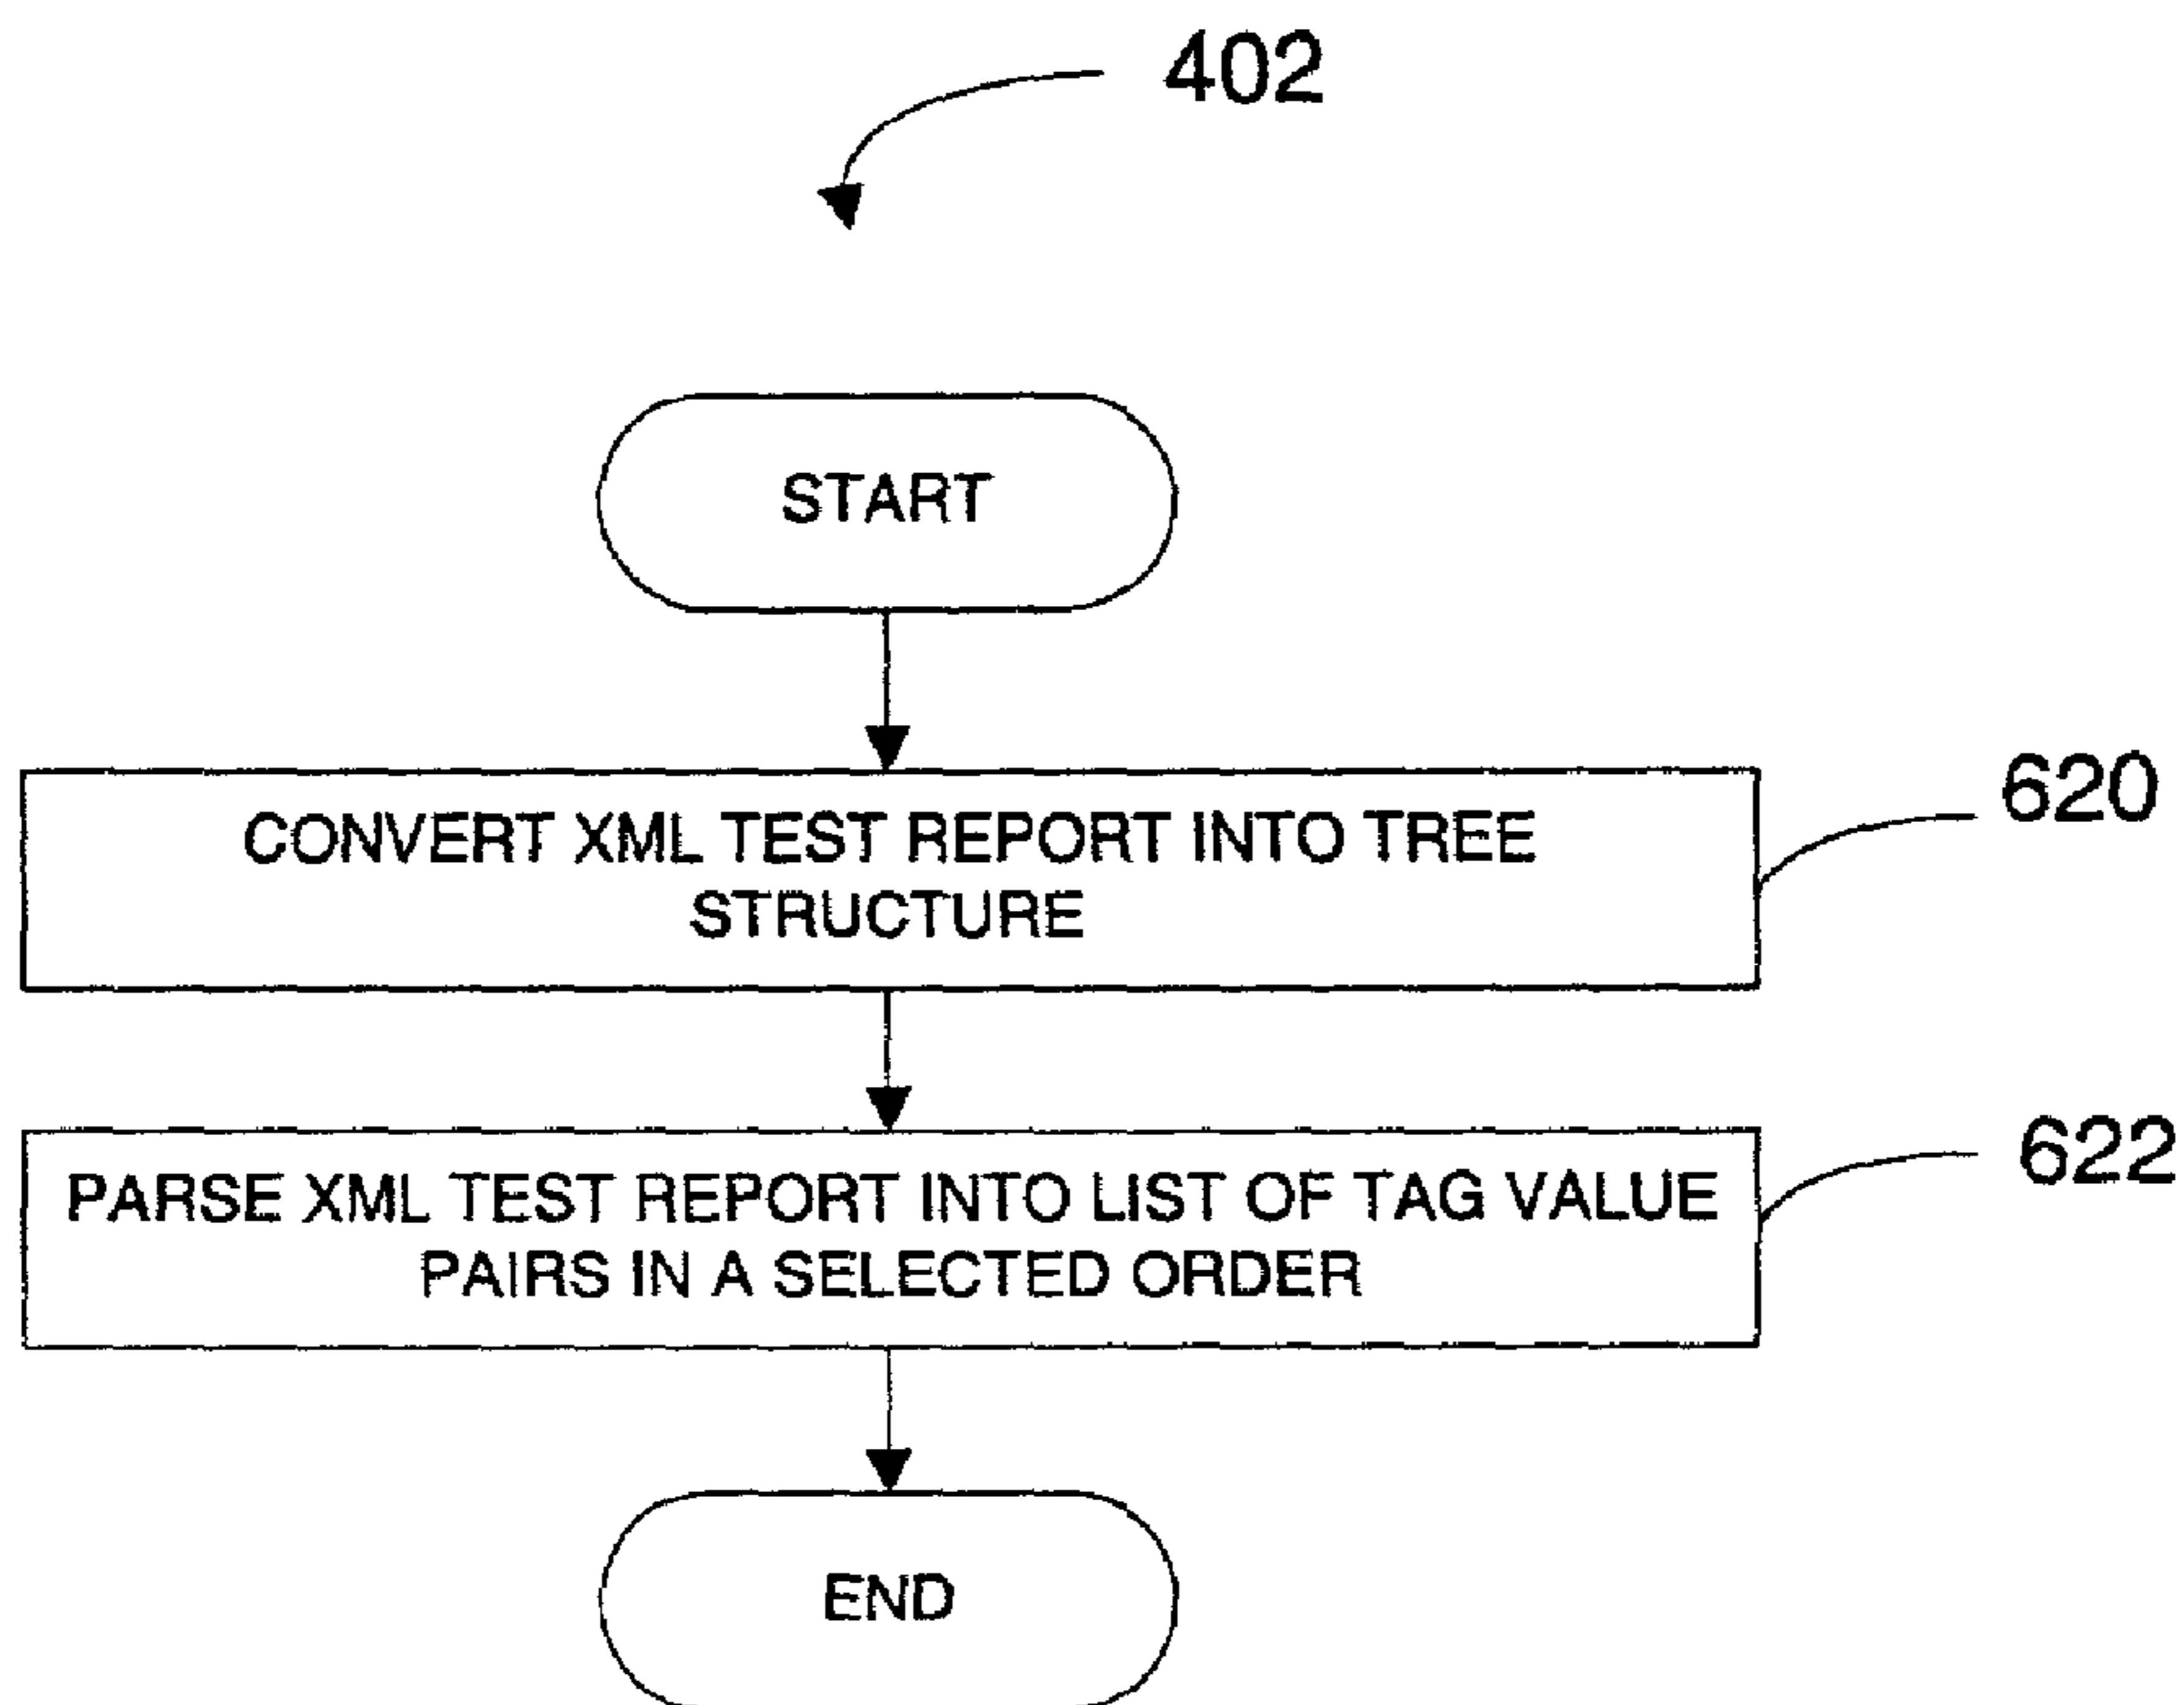 402
START
CONVERT XML TEST REPORT INTO TREE
STRUCTURE
620
PARSE XML TEST REPORT INTO LIST OF TAG VALUE
PAIRS IN A SELECTED ORDER
622
END